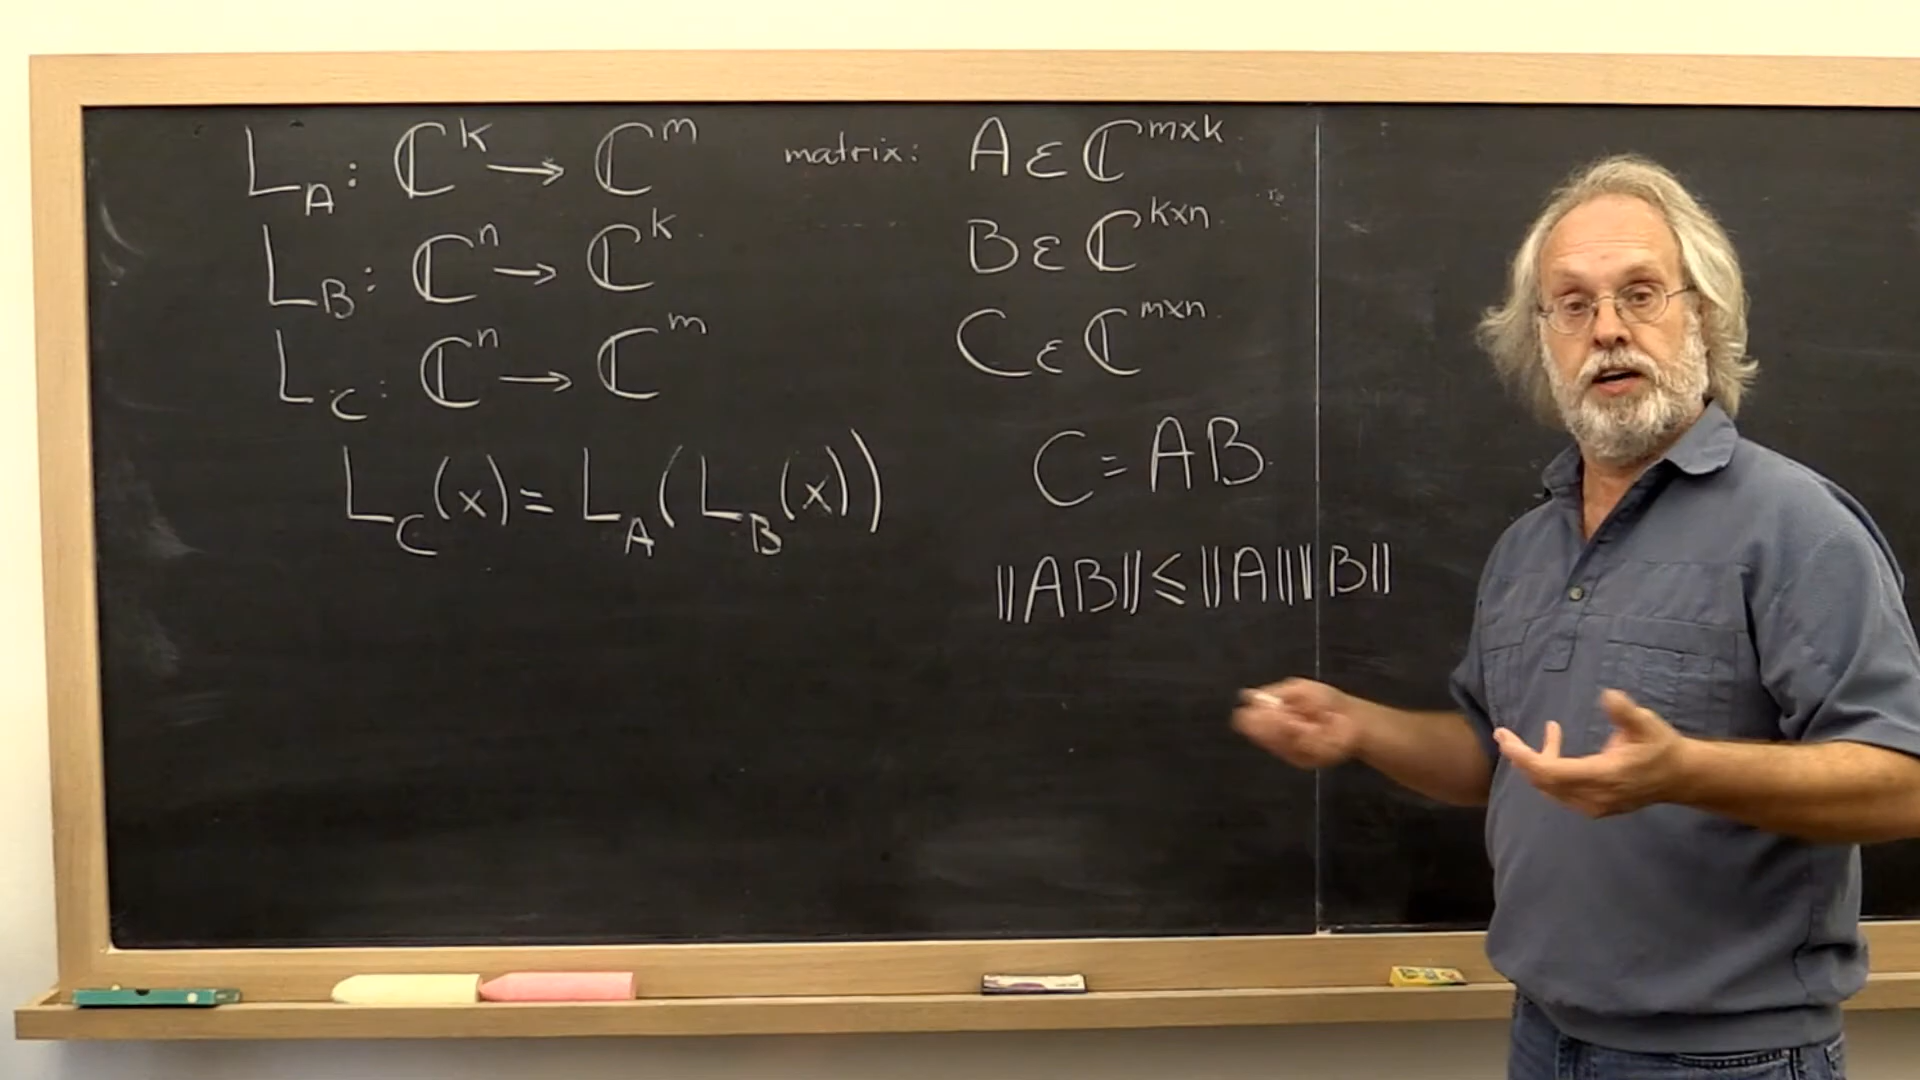 L_A: ℂ^k → ℂ^m matrix: A ∈ ℂ^{m×k}
L_B: ℂ^n → ℂ^k B ∈ ℂ^{k×n}
L_C: ℂ^n → ℂ^m C ∈ ℂ^{m×n}
L_C(x) = L_A(L_B(x)) C = AB
||AB|| ≤ ||A|| ||B||